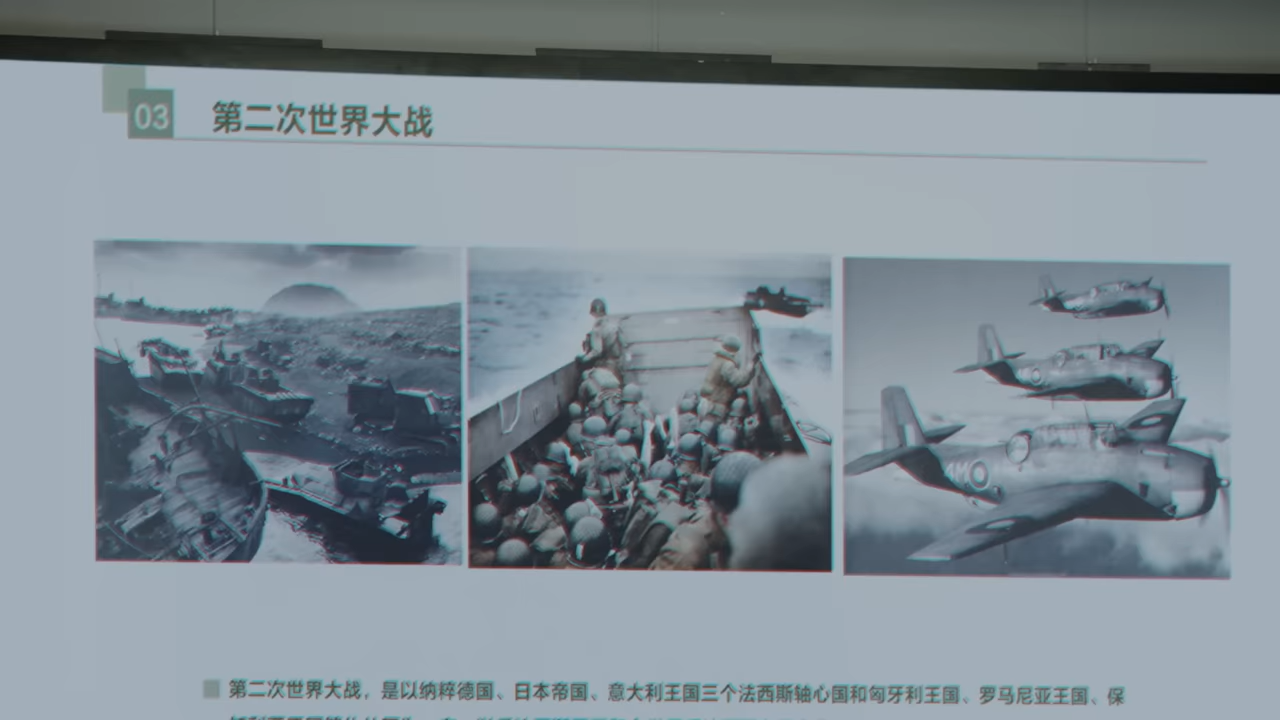 03
第二次世界大战
4M
第二次世界大战，是以纳粹德国、日本帝国、意大利王国三个法西斯轴心国和匈牙利王国、罗马尼亚王国、保